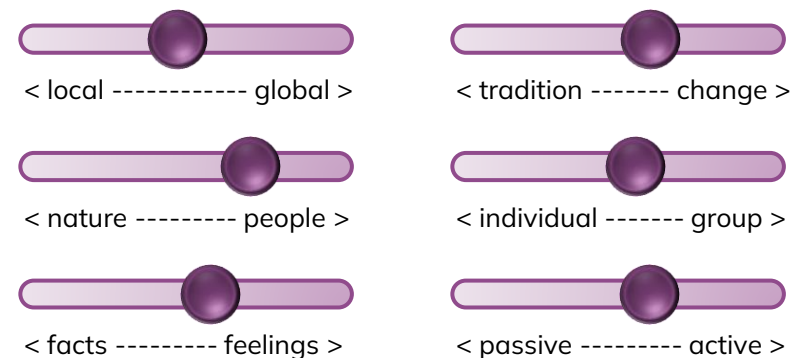 < local ------------ global >
< tradition ------- change >
< nature --------- people >
< individual ------- group >
< facts --------- feelings >
< passive --------- active >